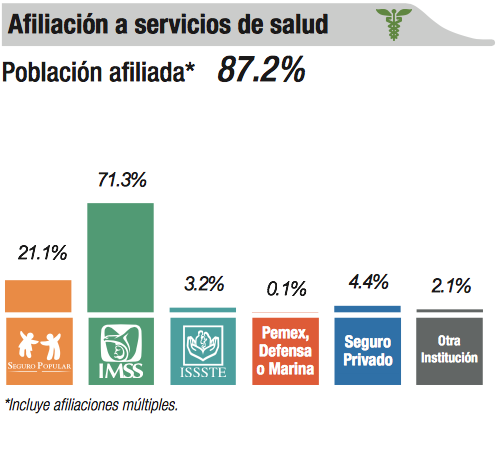 Afiliación a servicios de salud
Población afiliada* 87.2%
71.3%
21.1%
3.2%
0.1%
4.4%
2.1%
SEGURO POPULAR
IMSS
ISSSTE
Pemex,
Defensa
o Marina
Seguro
Privado
Otra
Institución
*Incluye afiliaciones múltiples.